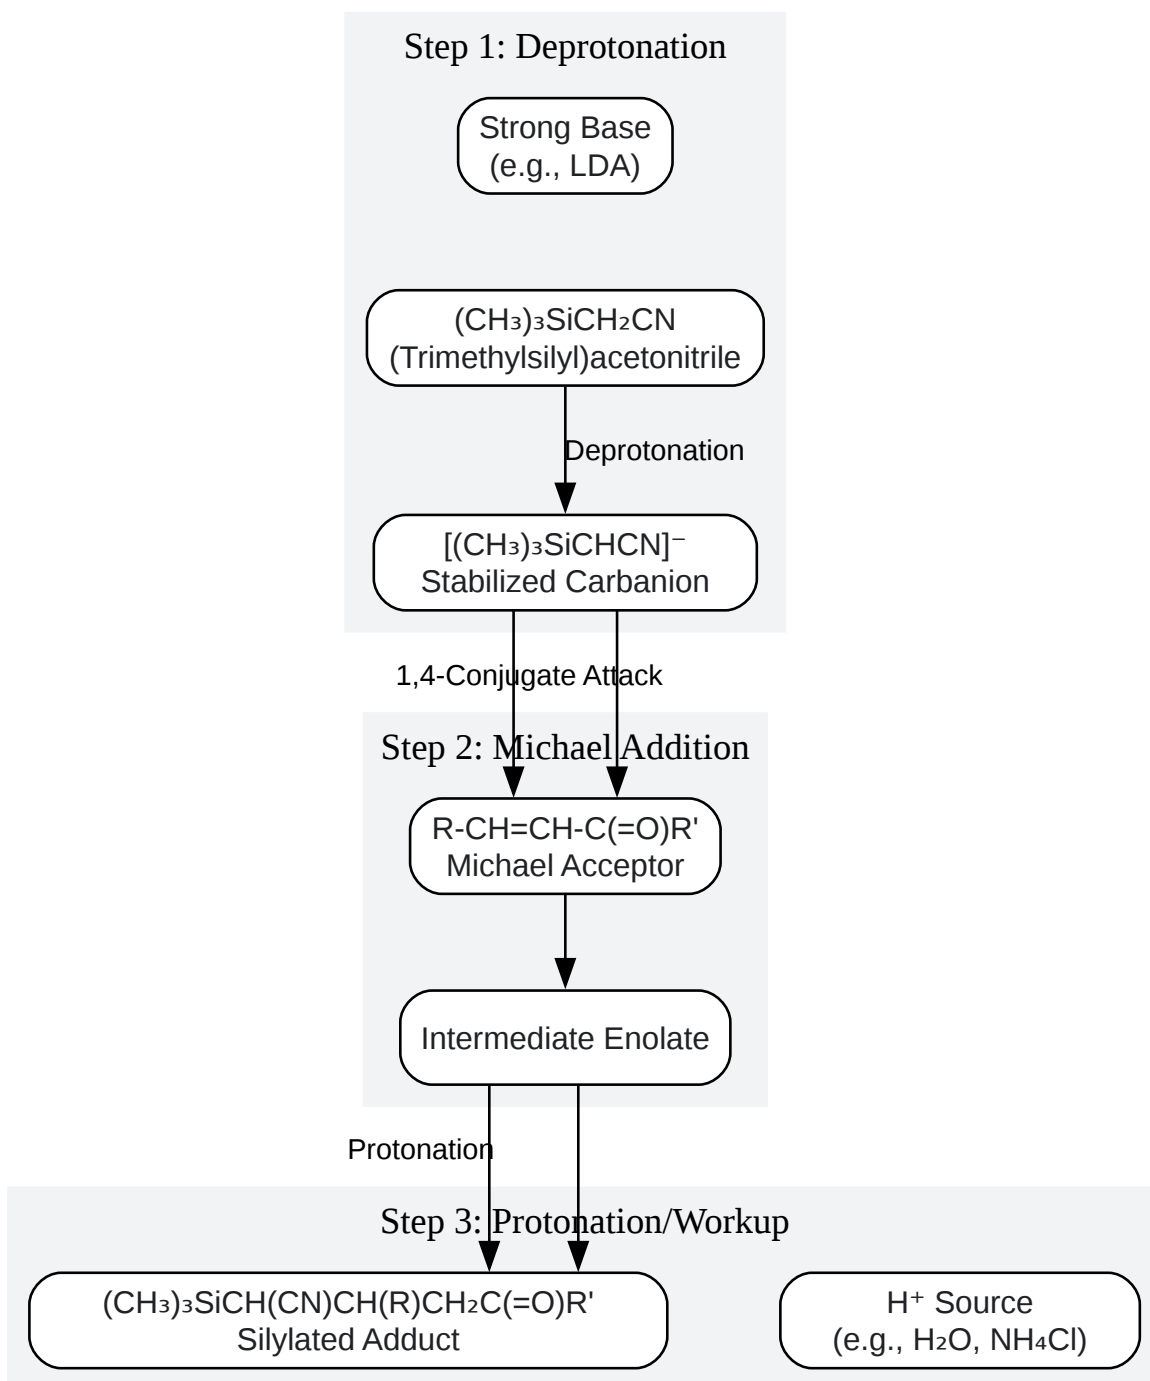 Step 1: Deprotonation
Strong Base
(e.g., LDA)
(CH₃)₃SiCH₂CN
(Trimethylsilyl)acetonitrile
Deprotonation
[(CH₃)₃SiCHCN]⁻
Stabilized Carbanion
1,4-Conjugate Attack
Step 2: Michael Addition
R-CH=CH-C(=O)R'
Michael Acceptor
Intermediate Enolate
Protonation
Step 3: Protonation/Workup
(CH₃)₃SiCH(CN)CH(R)CH₂C(=O)R'
Silylated Adduct
H⁺ Source
(e.g., H₂O, NH₄Cl)